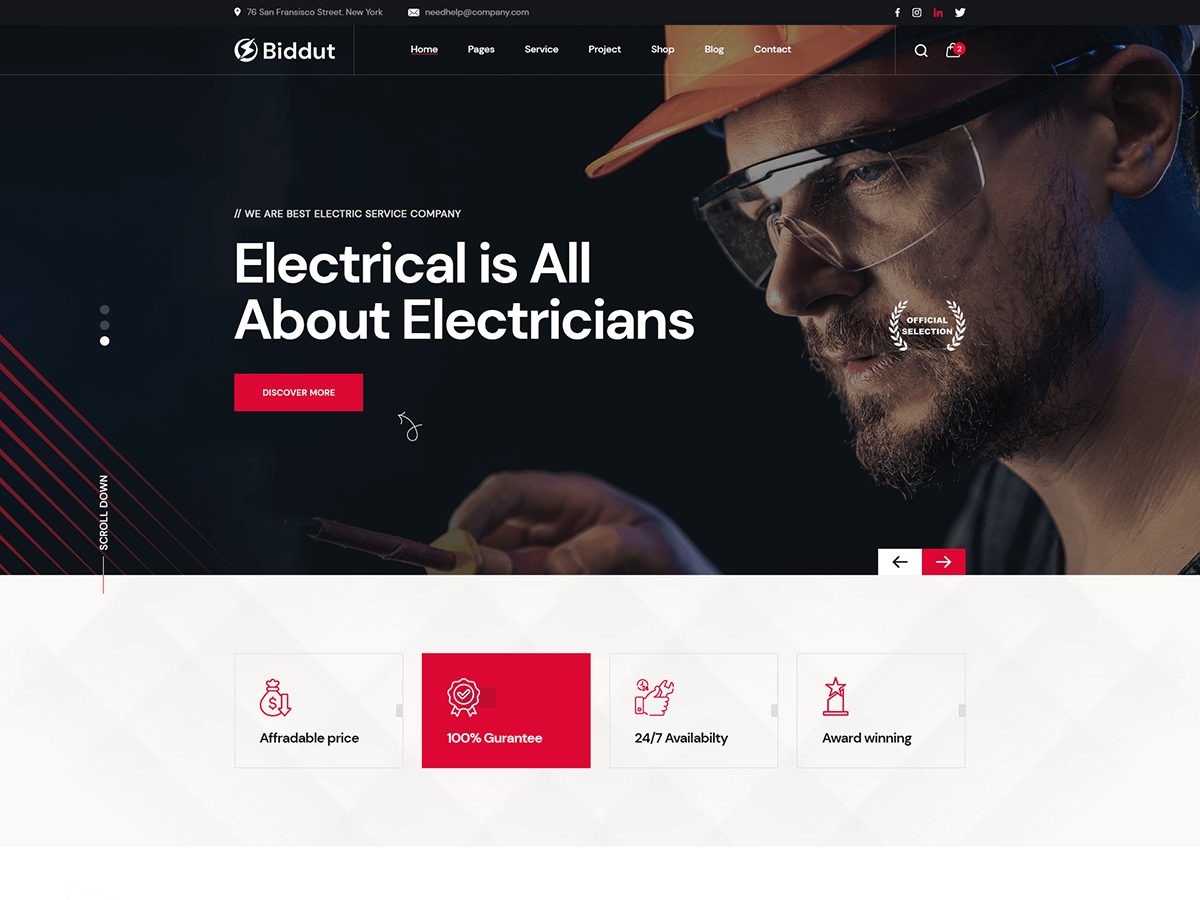 76 San Fransisco Street, New York
needhelp@company.com
Biddut
Home
Pages
Service
Project
Shop
Blog
Contact
2
// WE ARE BEST ELECTRIC SERVICE COMPANY
Electrical is All
About Electricians
OFFICIAL
SELECTION
DISCOVER MORE
SCROLL DOWN
Affradable price
100% Gurantee
24/7 Availabilty
Award winning